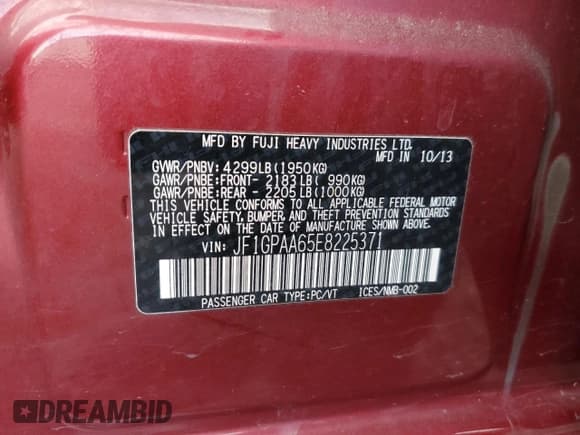 MFD BY FUJI HEAVY INDUSTRIES LTD.
MFD IN 10/13
GVWR/PNBV: 4299LB(1950KG)
GAWR/PNBE:FRONT- 2183LB( 990KG)
GAWR/PNBE:REAR - 2205LB(1000KG)
THIS VEHICLE CONFORMS TO ALL APPLICABLE FEDERAL MOTOR
VEHICLE SAFETY, BUMPER, AND THEFT PREVENTION STANDARDS
IN EFFECT ON THE DATE OF MANUFACTURE SHOWN ABOVE.
VIN: JF1GPAA65E8225371
PASSENGER CAR TYPE:PC/VT ICES/NMB-002
DREAMBID